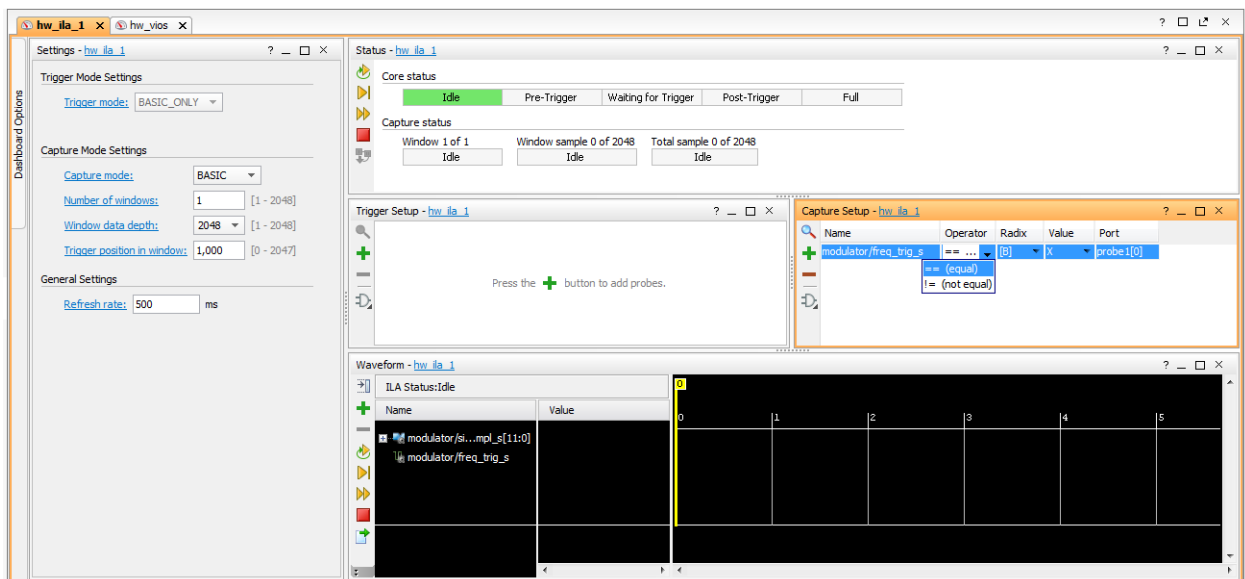 hw_ila_1 hw_vios
Dashboard Options
Settings - hw_ila_1
Trigger Mode Settings
Trigger mode: BASIC_ONLY
Capture Mode Settings
Capture mode: BASIC
Number of windows: 1 [1 - 2048]
Window data depth: 2048 [1 - 2048]
Trigger position in window: 1,000 [0 - 2047]
General Settings
Refresh rate: 500 ms
Status - hw_ila_1
Core status
Idle Pre-Trigger Waiting for Trigger Post-Trigger Full
Capture status
Window 1 of 1 Window sample 0 of 2048 Total sample 0 of 2048
Idle Idle Idle
Trigger Setup - hw_ila_1
Press the + button to add probes.
Capture Setup - hw_ila_1
Name Operator Radix Value Port
modulator/freq_trig_s == ... [B] X probe1[0]
== (equal)
!= (not equal)
Waveform - hw_ila_1
ILA Status:Idle
Name Value
modulator/si...mpl_s[11:0]
modulator/freq_trig_s
0
0 1 2 3 4 5